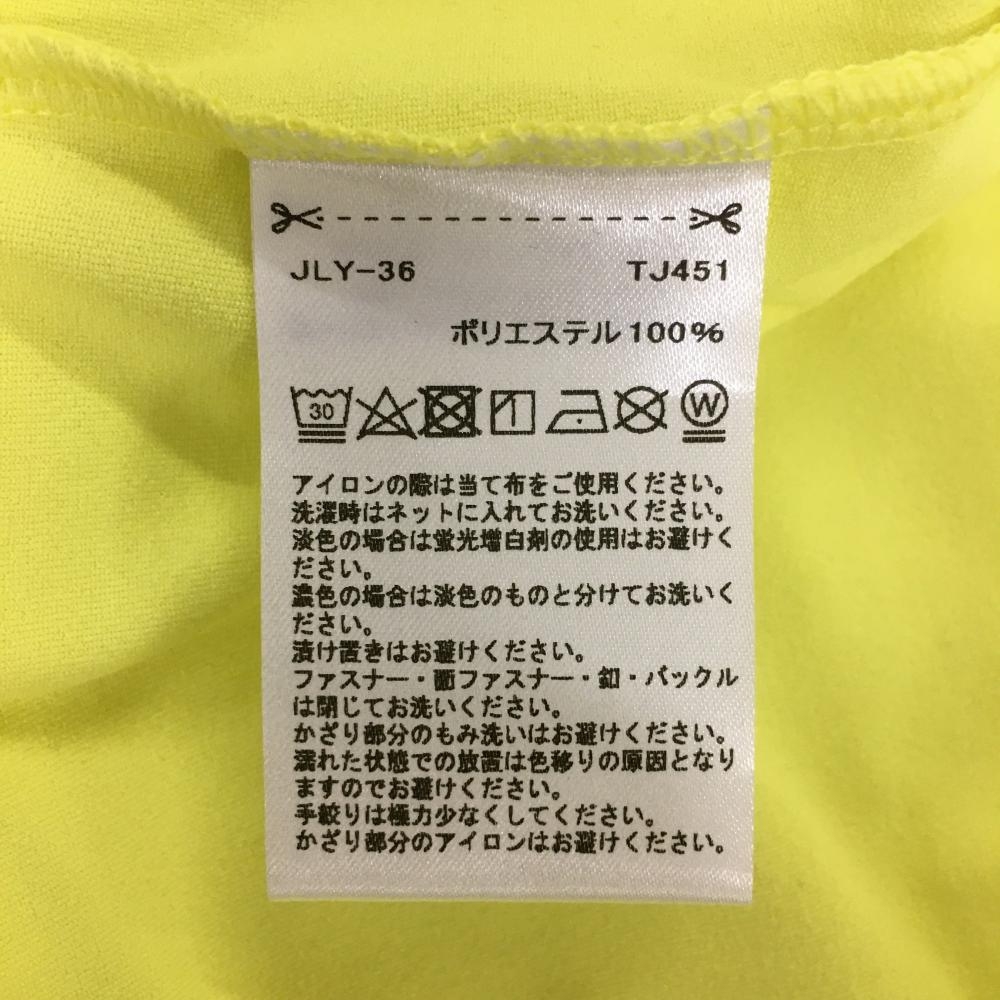 JLY-36 TJ451
ポリエステル100%
30 W
アイロンの際は当て布をご使用ください。
洗濯時はネットに入れてお洗いください。
淡色の場合は蛍光増白剤の使用はお避けく
ださい。
濃色の場合は淡色のものと分けてお洗いく
ださい。
漬け置きはお避けください。
ファスナー・面ファスナー・釦・バックル
は閉じてお洗いください。
かざり部分のもみ洗いはお避けください。
濡れた状態での放置は色移りの原因となり
ますのでお避けください。
手絞りは極力少なくしてください。
かざり部分のアイロンはお避けください。